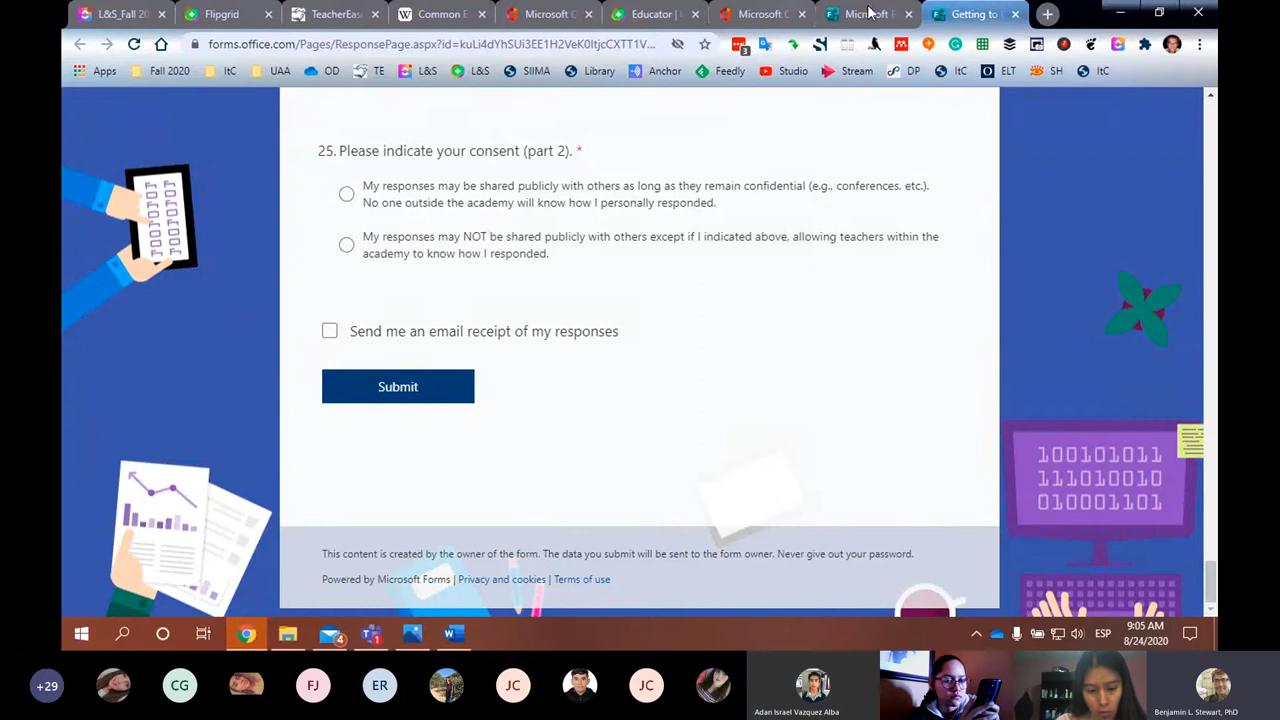 L&S_Fall 20
Flipgrid
TeacherEas
Common E
Microsoft C
Educator | L
Microsoft C
Microsoft F
Getting to
forms.office.com/Pages/ResponsePage.aspx?id=kuLi4dYhSUi3EE1H2VeK0ItjcCXTT1V...
3
Apps Fall 2020 ItC UAA OD TE L&S L&S SIIMA Library Anchor Feedly Studio Stream DP ItC ELT SH ItC
25. Please indicate your consent (part 2). *
My responses may be shared publicly with others as long as they remain confidential (e.g., conferences, etc.).
No one outside the academy will know how I personally responded.
My responses may NOT be shared publicly with others except if I indicated above, allowing teachers within the
academy to know how I responded.
Send me an email receipt of my responses
Submit
100101011
111010010
010001101
This content is created by the owner of the form. The data you submit will be sent to the form owner. Never give out your password.
Powered by Microsoft Forms | Privacy and cookies | Terms of use
4
1
ESP
9:05 AM
8/24/2020
+29
CG
FJ
ER
JC
JC
Adan Israel Vazquez Alba
Benjamin L. Stewart, PhD